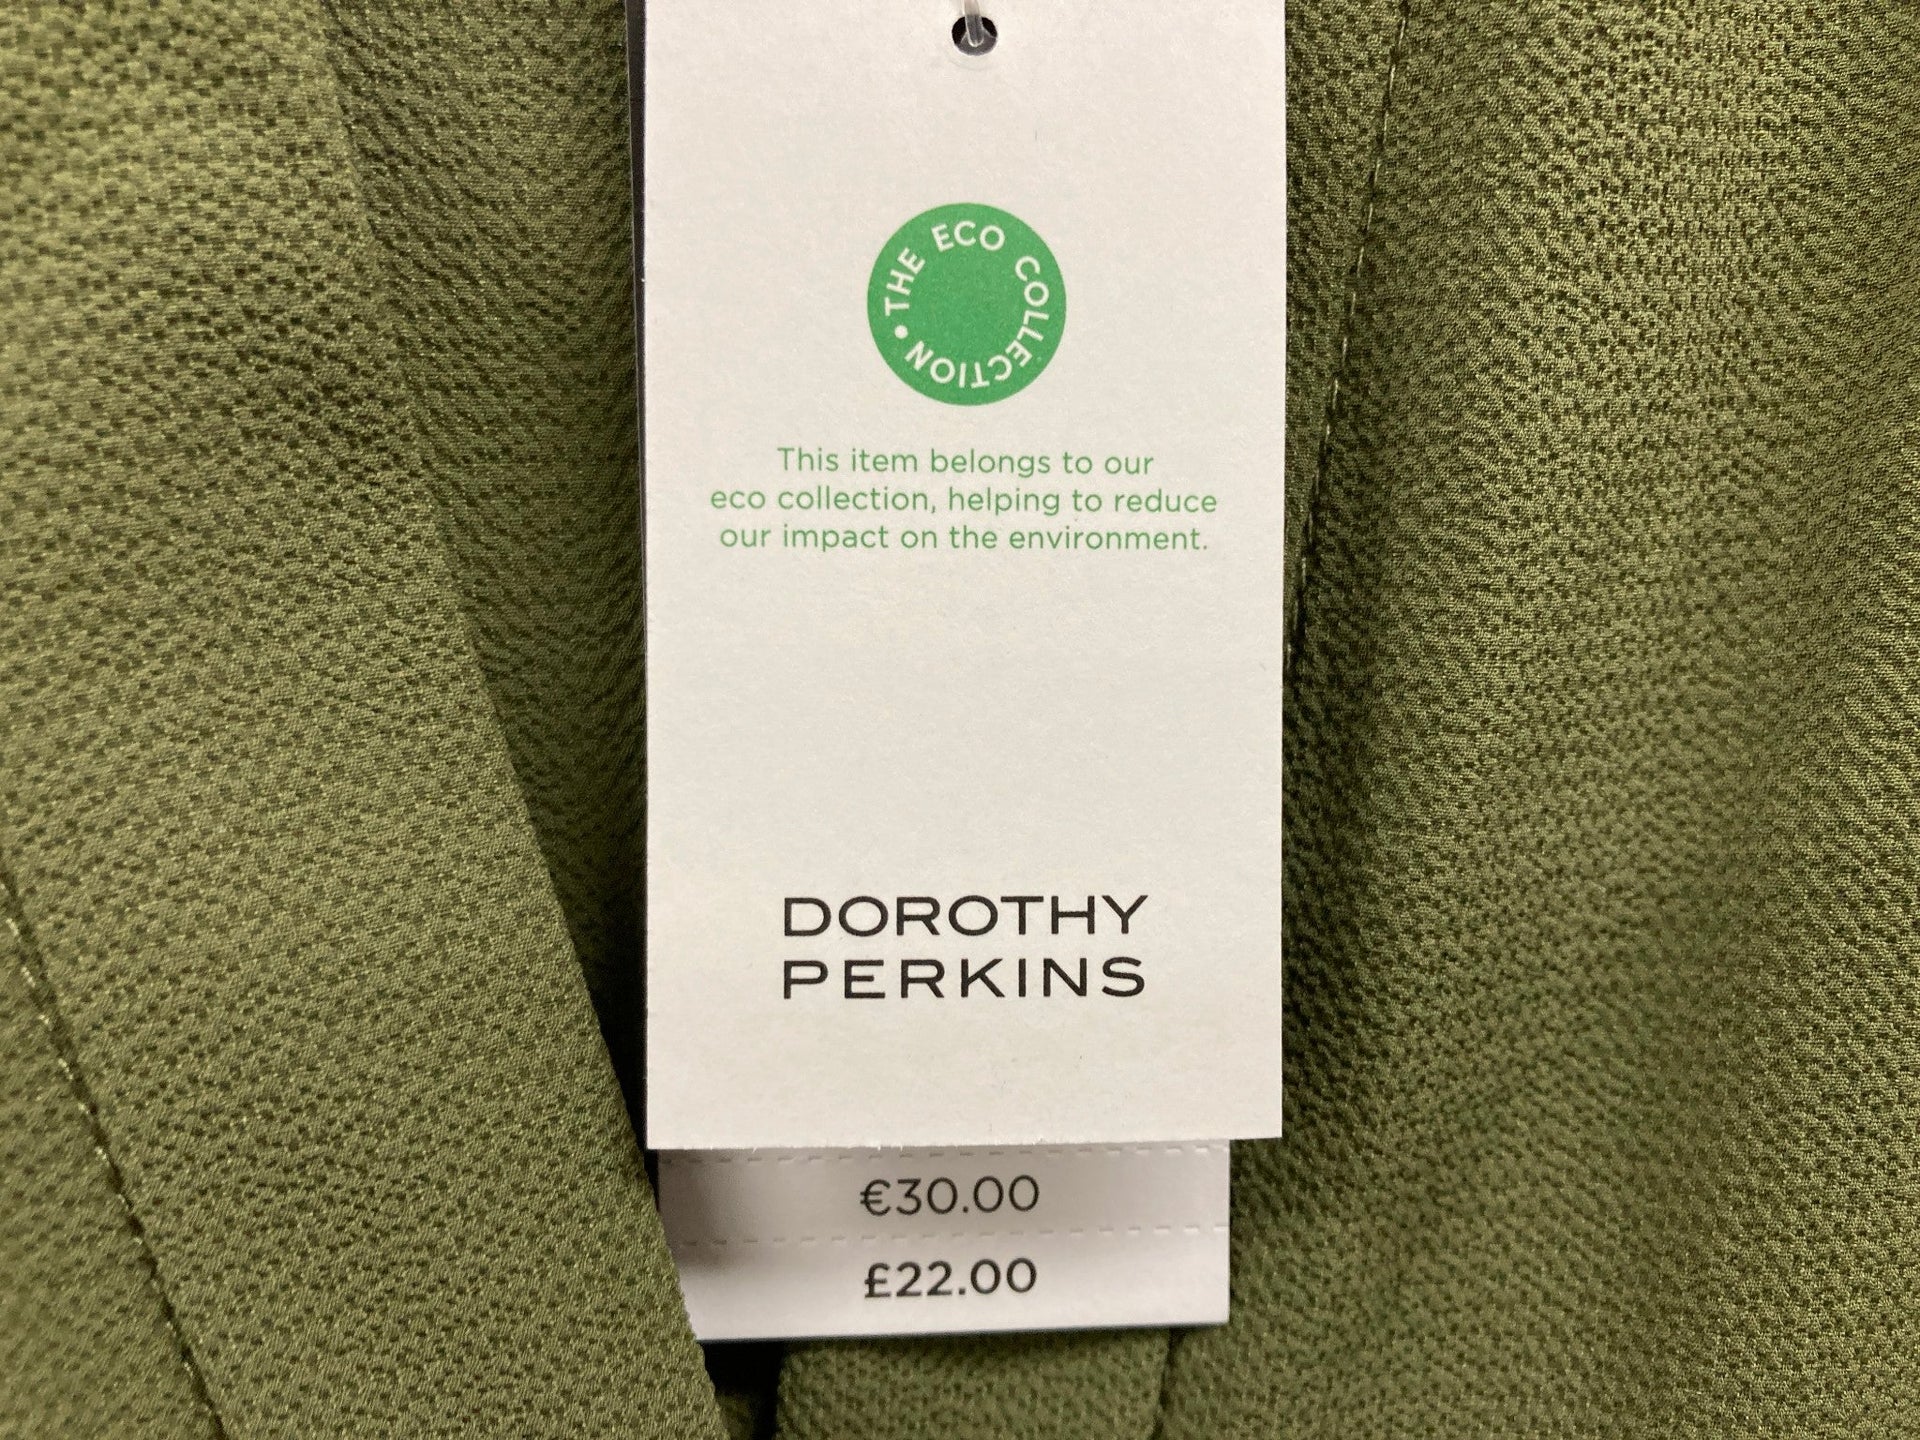 THE ECO COLLECTION •
This item belongs to our
eco collection, helping to reduce
our impact on the environment.
DOROTHY
PERKINS
€30.00
£22.00